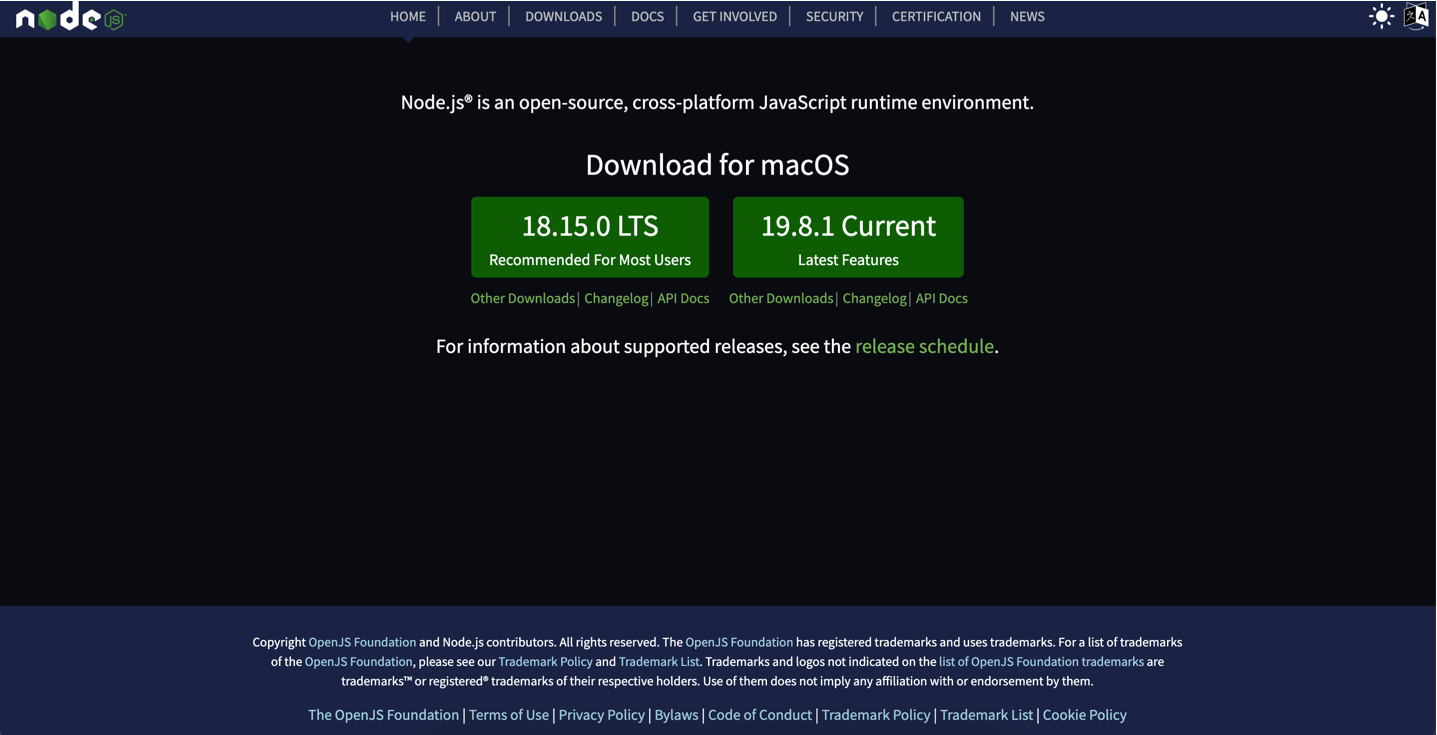 node JS
HOME | ABOUT | DOWNLOADS | DOCS | GET INVOLVED | SECURITY | CERTIFICATION | NEWS
Node.js® is an open-source, cross-platform JavaScript runtime environment.
Download for macOS
18.15.0 LTS
Recommended For Most Users
19.8.1 Current
Latest Features
Other Downloads | Changelog | API Docs
Other Downloads | Changelog | API Docs
For information about supported releases, see the release schedule.
Copyright OpenJS Foundation and Node.js contributors. All rights reserved. The OpenJS Foundation has registered trademarks and uses trademarks. For a list of trademarks
of the OpenJS Foundation, please see our Trademark Policy and Trademark List. Trademarks and logos not indicated on the list of OpenJS Foundation trademarks are
trademarks™ or registered® trademarks of their respective holders. Use of them does not imply any affiliation with or endorsement by them.
The OpenJS Foundation | Terms of Use | Privacy Policy | Bylaws | Code of Conduct | Trademark Policy | Trademark List | Cookie Policy